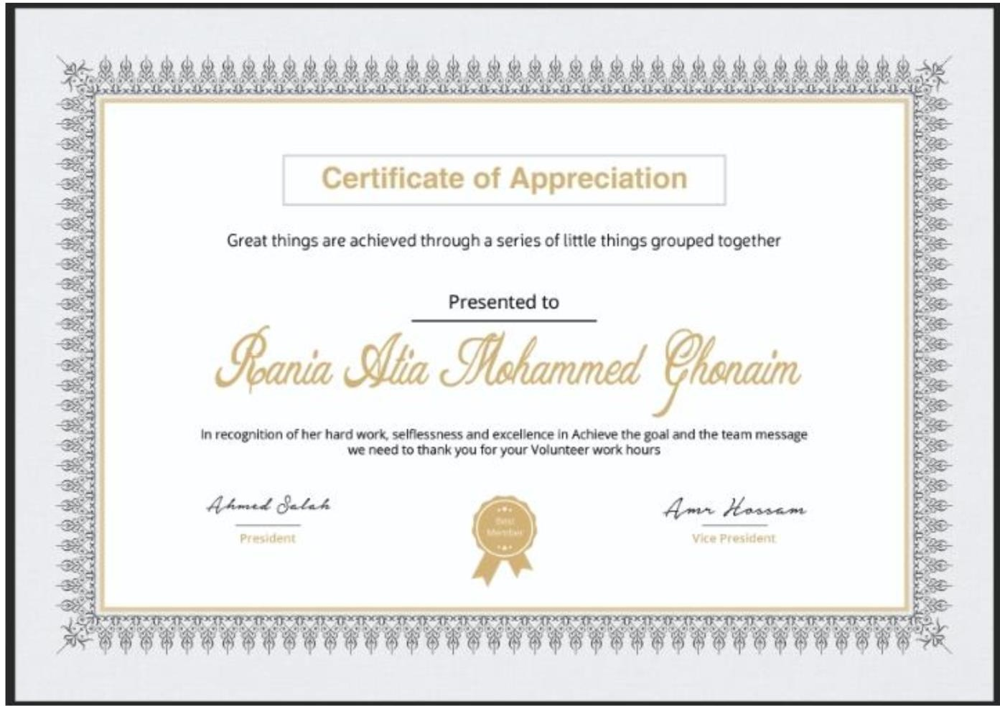 Certificate of Appreciation
Great things are achieved through a series of little things grouped together
Presented to
Rania Atia Mohammed Ghonaim
In recognition of her hard work, selflessness and excellence in Achieve the goal and the team message
we need to thank you for your Volunteer work hours
Ahmed Salah
President
Best
Member
Amr Hossam
Vice President